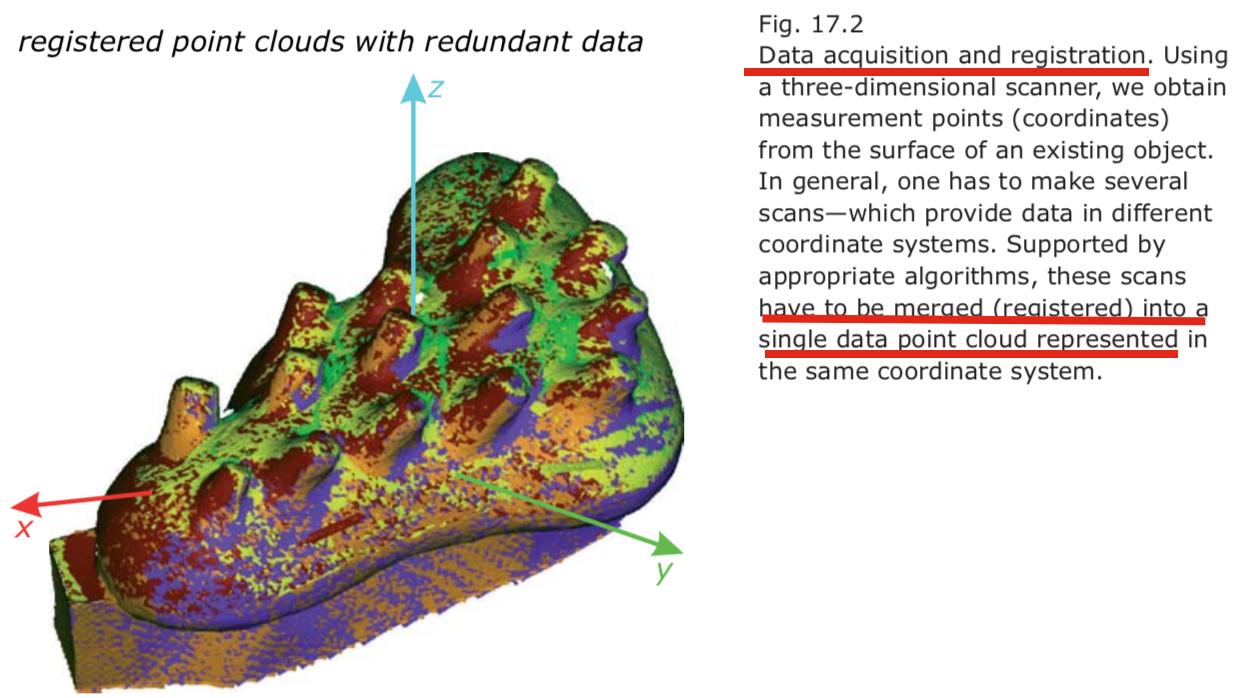 registered point clouds with redundant data
z
x
y
Fig. 17.2
Data acquisition and registration. Using
a three-dimensional scanner, we obtain
measurement points (coordinates)
from the surface of an existing object.
In general, one has to make several
scans—which provide data in different
coordinate systems. Supported by
appropriate algorithms, these scans
have to be merged (registered) into a
single data point cloud represented in
the same coordinate system.